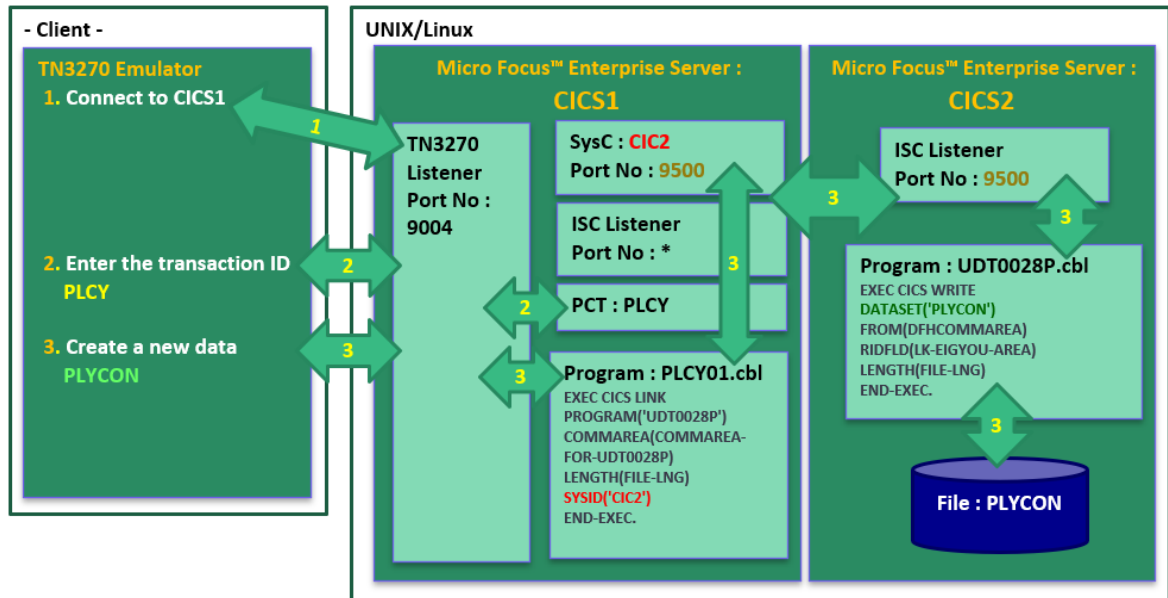 - Client -
TN3270 Emulator
1. Connect to CICS1
2. Enter the transaction ID
PLCY
3. Create a new data
PLYCON
1
2
3
UNIX/Linux
Micro Focus™ Enterprise Server :
CICS1
TN3270
Listener
Port No :
9004
2
3
SysC : CIC2
Port No : 9500
ISC Listener
Port No : *
PCT : PLCY
3
Program : PLCY01.cbl
EXEC CICS LINK
PROGRAM('UDT0028P')
COMMAREA(COMMAREA-
FOR-UDT0028P)
LENGTH(FILE-LNG)
SYSID('CIC2')
END-EXEC.
3
Micro Focus™ Enterprise Server :
CICS2
ISC Listener
Port No : 9500
3
Program : UDT0028P.cbl
EXEC CICS WRITE
DATASET('PLYCON')
FROM(DFHCOMMAREA)
RIDFLD(LK-EIGYOU-AREA)
LENGTH(FILE-LNG)
END-EXEC.
3
File : PLYCON